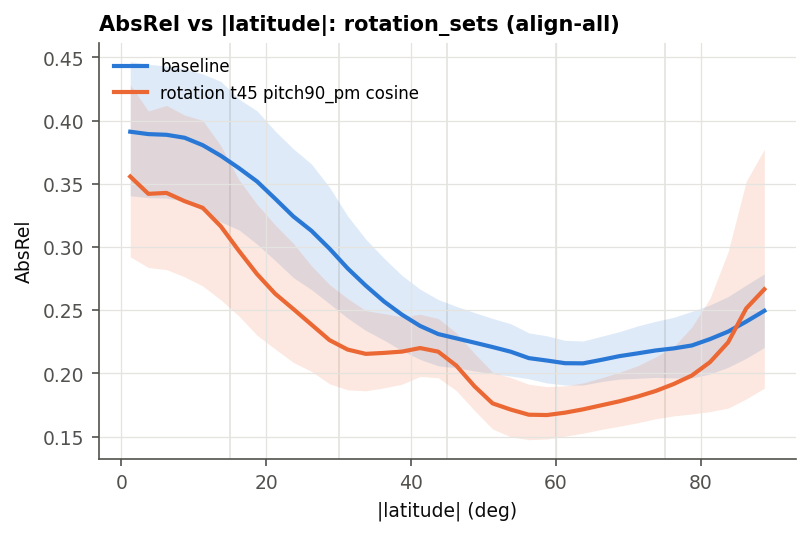 AbsRel vs |latitude|: rotation_sets (align-all)
baseline
rotation t45 pitch90_pm cosine
AbsRel
0.45
0.40
0.35
0.30
0.25
0.20
0.15
0 20 40 60 80
|latitude| (deg)